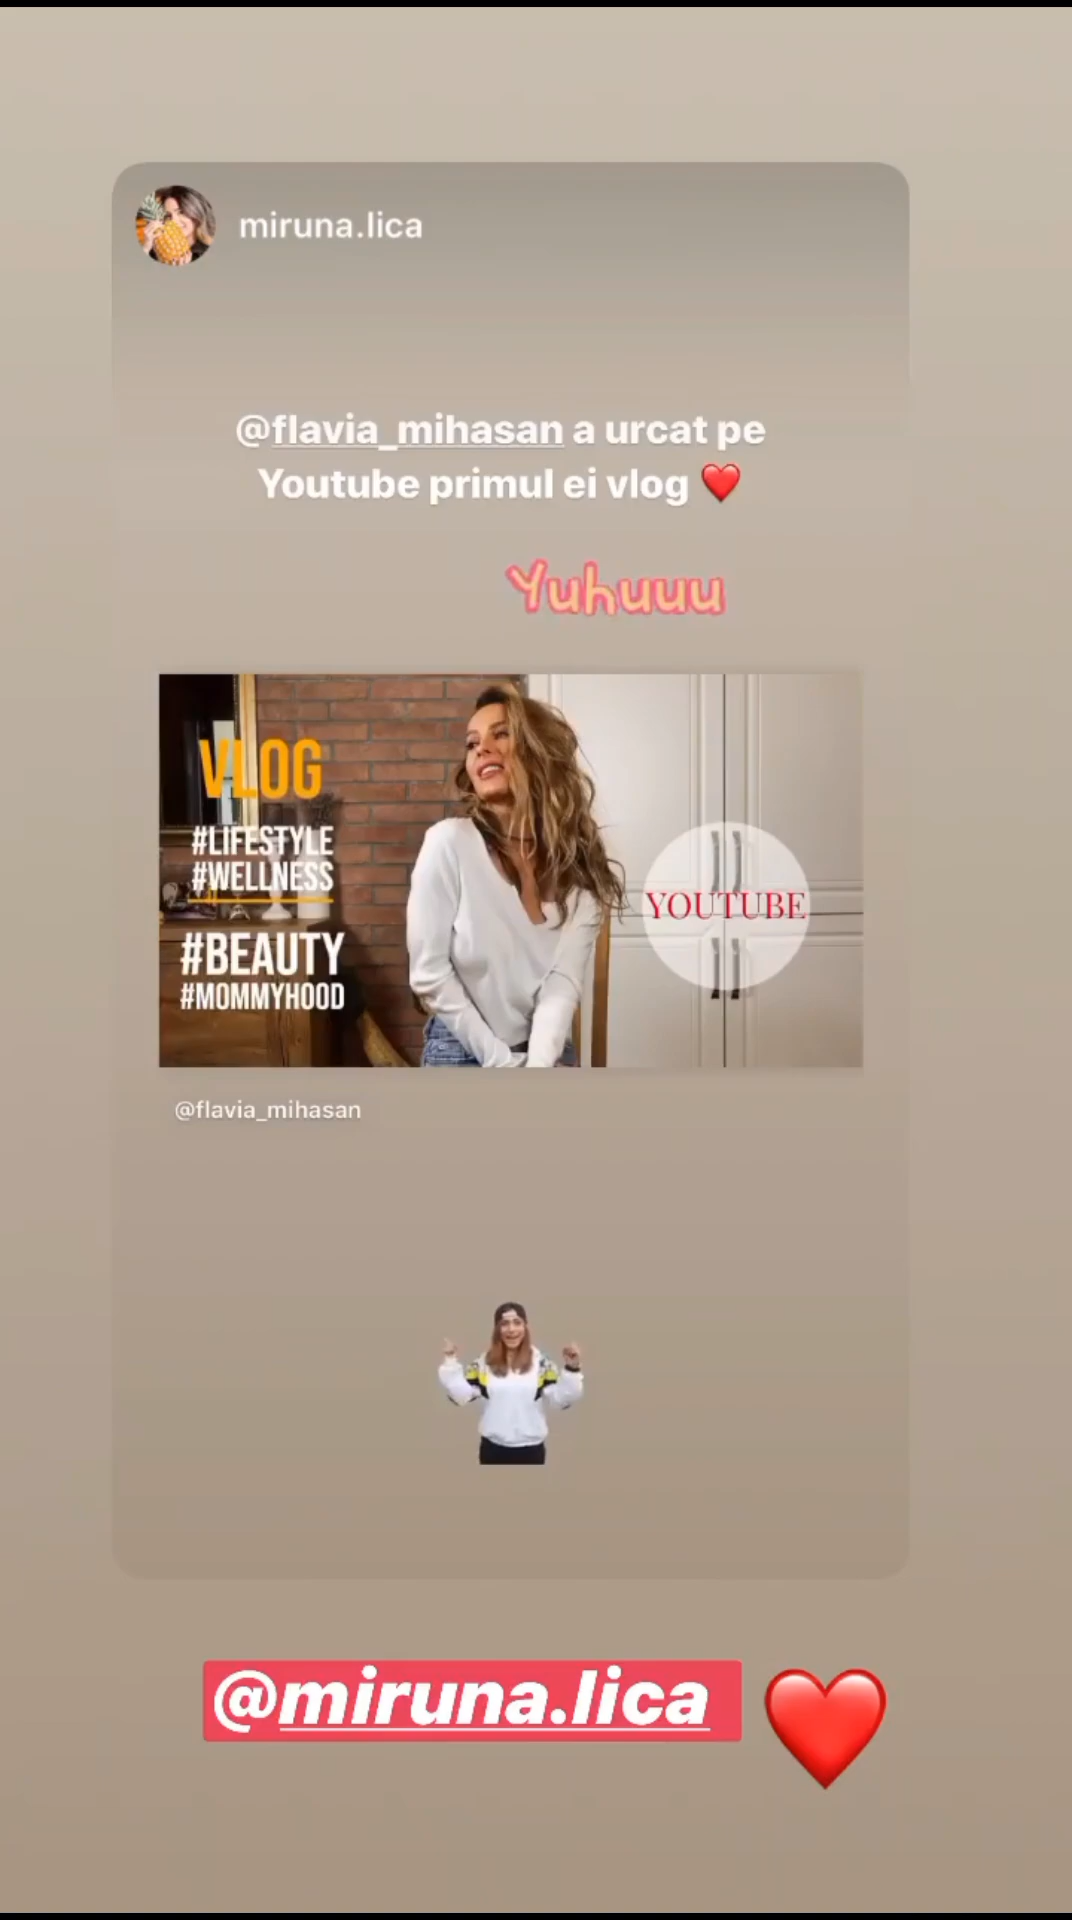 miruna.lica
@flavia_mihasan a urcat pe
Youtube primul ei vlog ❤️
Yuhuuu
VLOG
#LIFESTYLE
#WELLNESS
#BEAUTY
#MOMMYHOOD
YOUTUBE
@flavia_mihasan
@miruna.lica ❤️